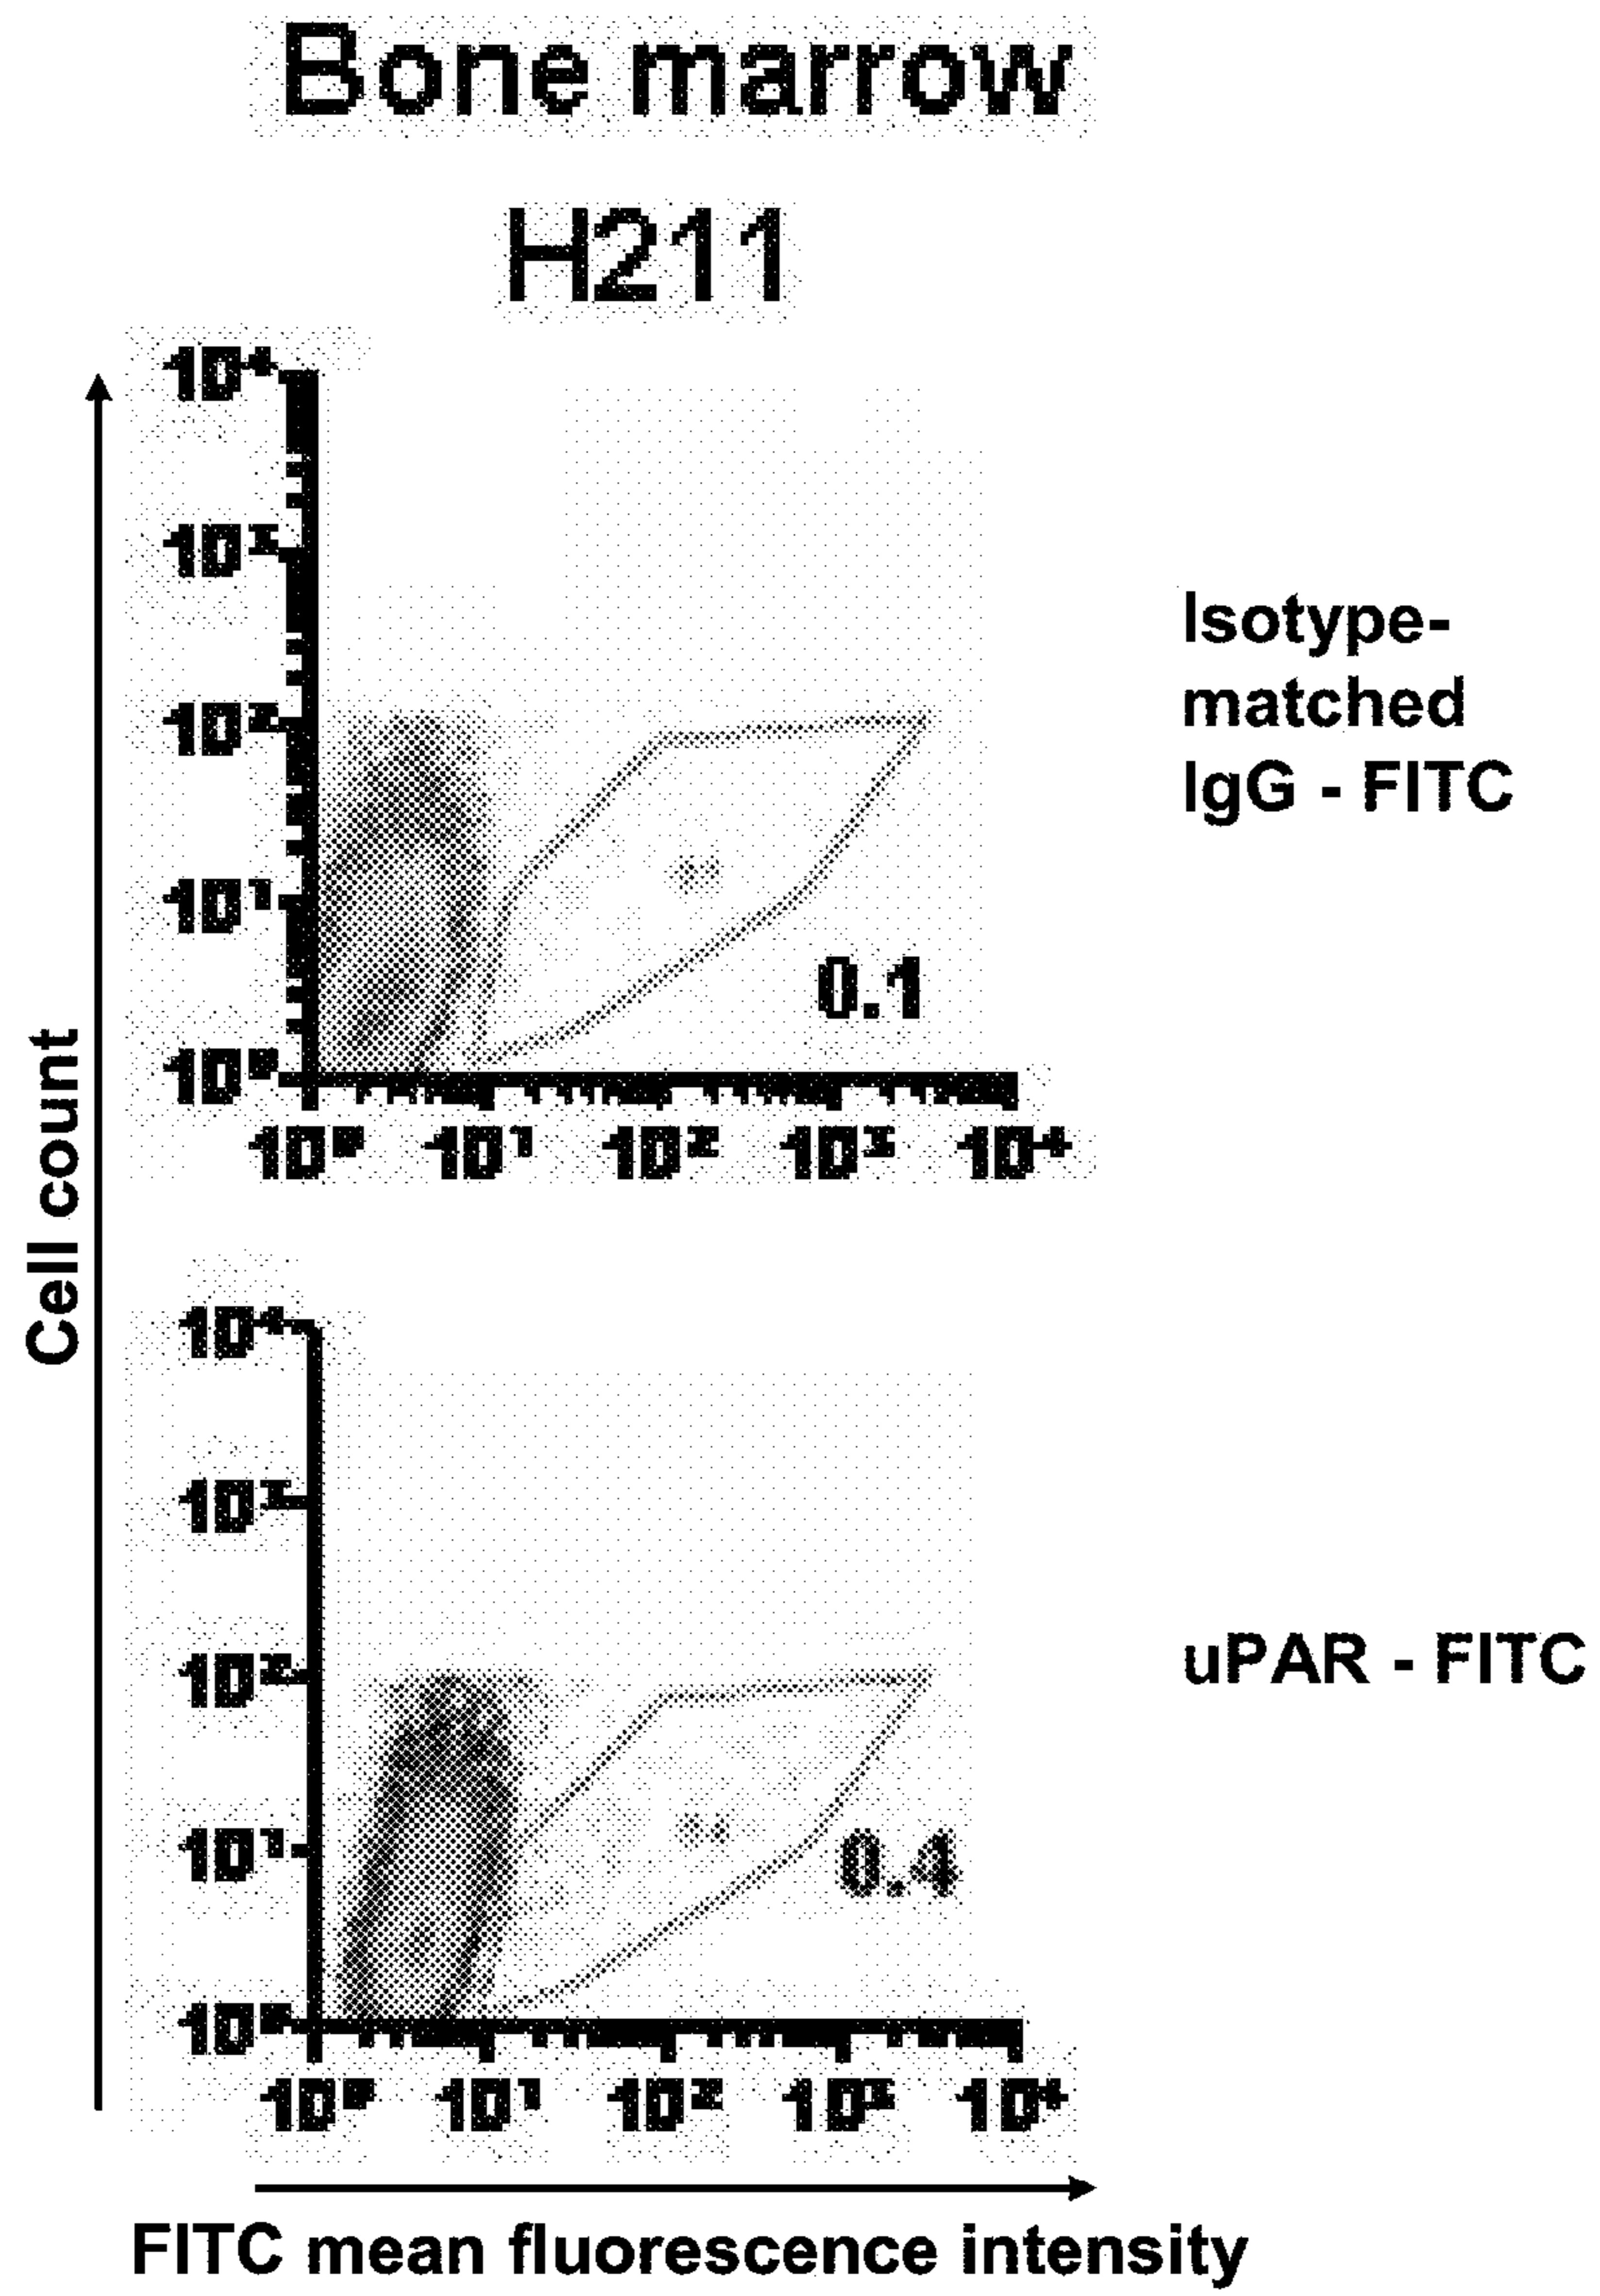 Bone marrow
H211
10⁴
10³
10²
10¹
10⁰
10⁰ 10¹ 10² 10³ 10⁴
0.1
Isotype-
matched
IgG - FITC
Cell count
10⁴
10³
10²
10¹
10⁰
10⁰ 10¹ 10² 10³ 10⁴
0.4
uPAR - FITC
FITC mean fluorescence intensity